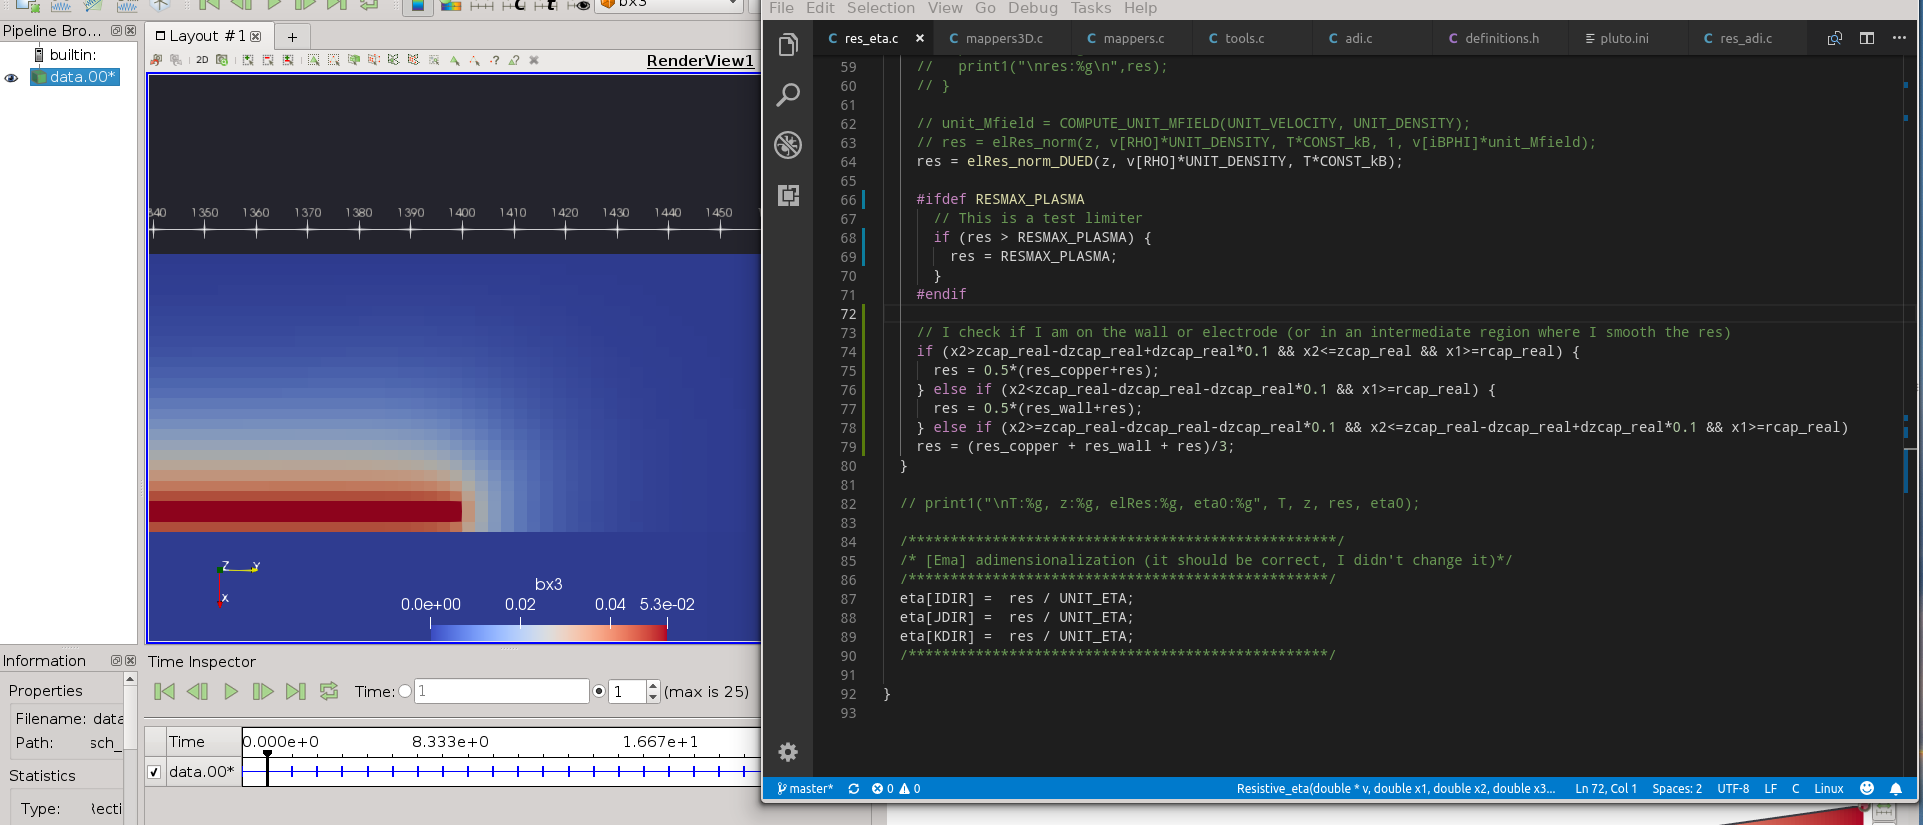 bx3
Pipeline Bro...
builtin:
data.00*
Layout #1
+
2D
RenderView1
1350 1360 1370 1380 1390 1400 1410 1420 1430 1440 1450
Z Y
X
bx3
0.0e+00 0.02 0.04 5.3e-02
Information
Properties
Filename: data
Path: sch_
Statistics
Type:
Time Inspector
Time: 1 1 (max is 25)
Time 0.000e+0 8.333e+0 1.667e+1
data.00*
File Edit Selection View Go Debug Tasks Help
C res_eta.c × C mappers3D.c C mappers.c C tools.c C adi.c C definitions.h pluto.ini C res_adi.c
59 //   print1("\nres:%g\n",res);
60 // }
61
62 // unit_Mfield = COMPUTE_UNIT_MFIELD(UNIT_VELOCITY, UNIT_DENSITY);
63 // res = elRes_norm(z, v[RHO]*UNIT_DENSITY, T*CONST_kB, 1, v[iBPHI]*unit_Mfield);
64 res = elRes_norm_DUED(z, v[RHO]*UNIT_DENSITY, T*CONST_kB);
65
66 #ifdef RESMAX_PLASMA
67 // This is a test limiter
68 if (res > RESMAX_PLASMA) {
69 res = RESMAX_PLASMA;
70 }
71 #endif
72
73 // I check if I am on the wall or electrode (or in an intermediate region where I smooth the res)
74 if (x2>zcap_real-dzcap_real+dzcap_real*0.1 && x2<=zcap_real && x1>=rcap_real) {
75 res = 0.5*(res_copper+res);
76 } else if (x2<zcap_real-dzcap_real-dzcap_real*0.1 && x1>=rcap_real) {
77 res = 0.5*(res_wall+res);
78 } else if (x2>=zcap_real-dzcap_real-dzcap_real*0.1 && x2<=zcap_real-dzcap_real+dzcap_real*0.1 && x1>=rcap_real)
79 res = (res_copper + res_wall + res)/3;
80 }
81
82 // print1("\nT:%g, z:%g, elRes:%g, eta0:%g", T, z, res, eta0);
83
84 /***************************************************/
85 /* [Ema] adimensionalization (it should be correct, I didn't change it)*/
86 /**************************************************/
87 eta[IDIR] =  res / UNIT_ETA;
88 eta[JDIR] =  res / UNIT_ETA;
89 eta[KDIR] =  res / UNIT_ETA;
90 /**************************************************/
91
92 }
93
master* 0 0 Resistive_eta(double * v, double x1, double x2, double x3... Ln 72, Col 1 Spaces: 2 UTF-8 LF C Linux